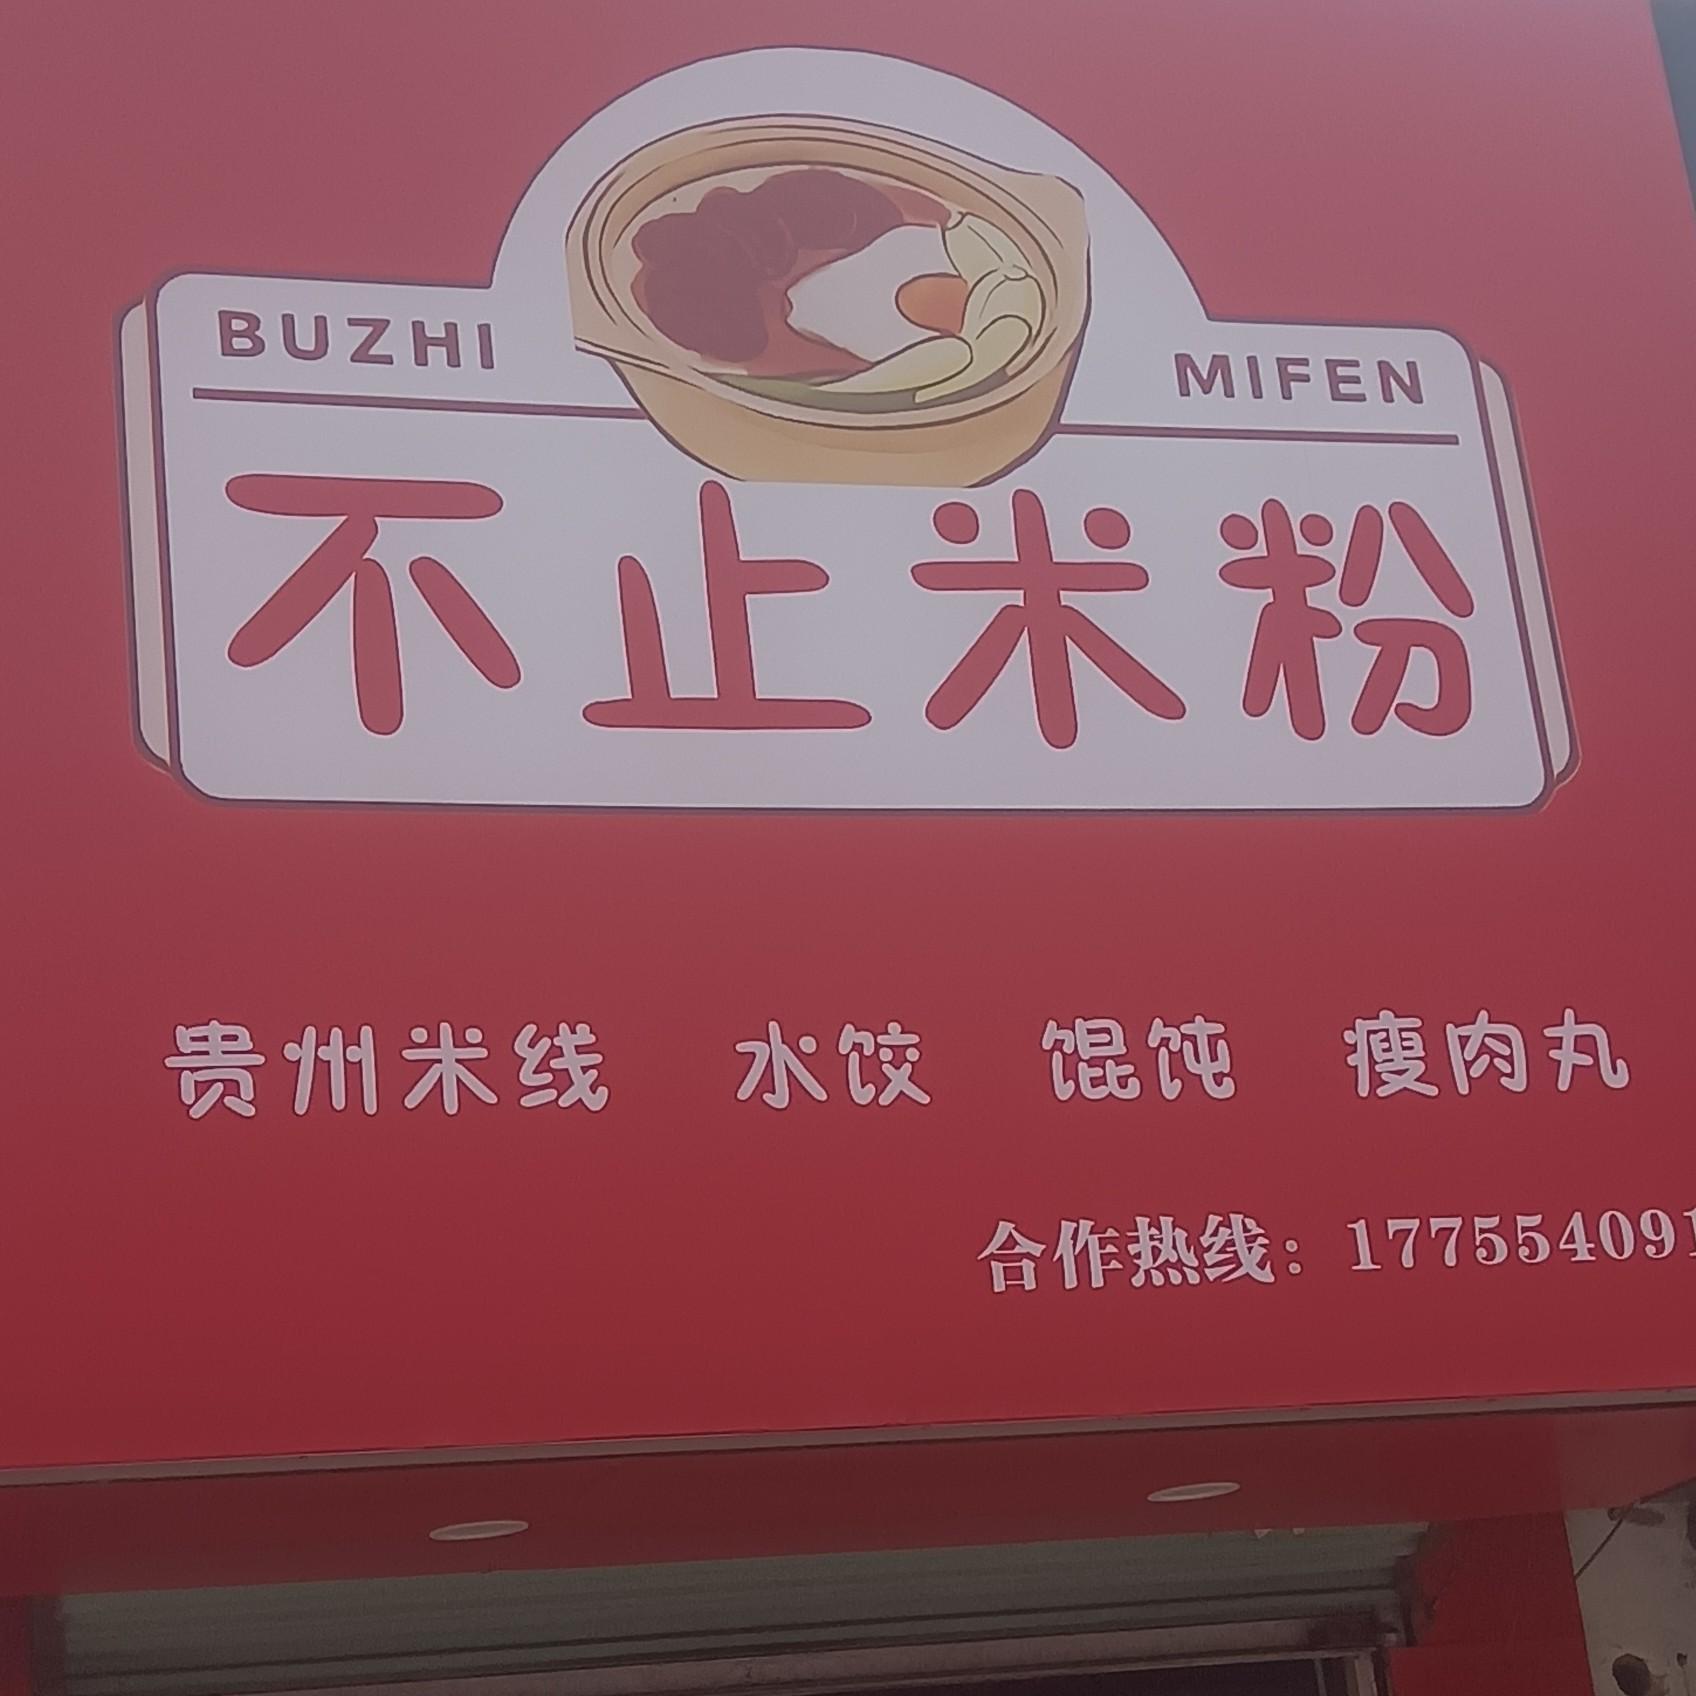 BUZHI MIFEN
不止米粉
贵州米线 水饺 馄饨 瘦肉丸
合作热线：177554091